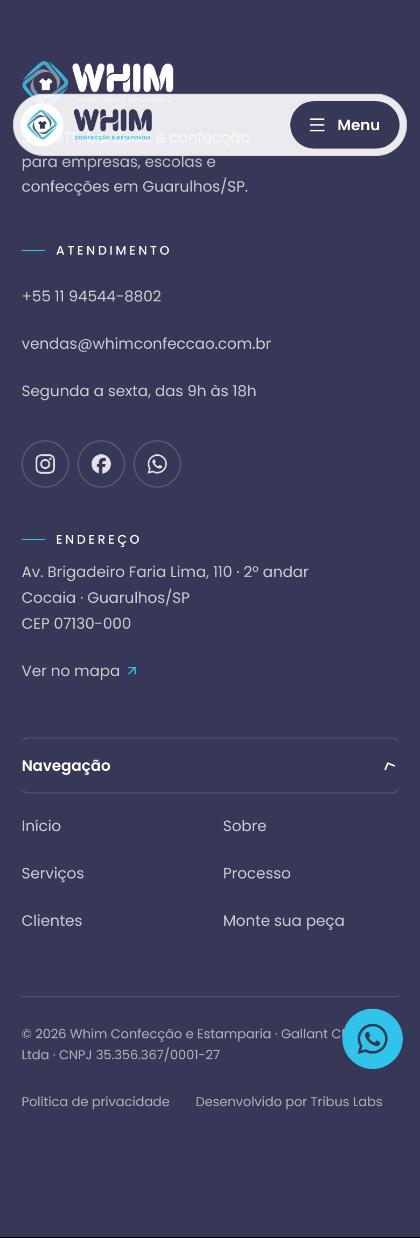 WHIM
WHIM
CONFECÇÃO E ESTAMPARIA
Menu
e confecção
para empresas, escolas e
confecções em Guarulhos/SP.
ATENDIMENTO
+55 11 94544-8802
vendas@whimconfeccao.com.br
Segunda a sexta, das 9h às 18h
ENDEREÇO
Av. Brigadeiro Faria Lima, 110 · 2º andar
Cocaia · Guarulhos/SP
CEP 07130-000
Ver no mapa
Navegação
Início Sobre
Serviços Processo
Clientes Monte sua peça
© 2026 Whim Confecção e Estamparia · Gallant
Ltda · CNPJ 35.356.367/0001-27
Política de privacidade Desenvolvido por Tribus Labs